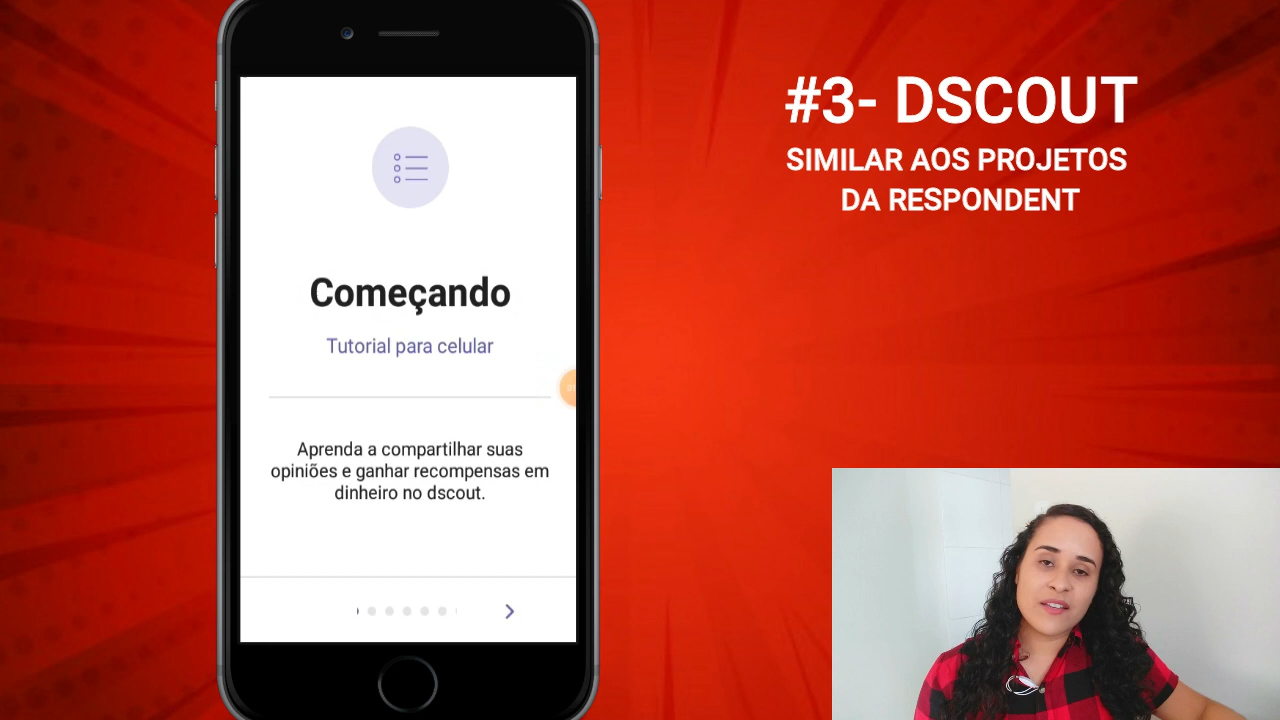 #3- DSCOUT
SIMILAR AOS PROJETOS
DA RESPONDENT
Começando
Tutorial para celular
Aprenda a compartilhar suas
opiniões e ganhar recompensas em
dinheiro no dscout.